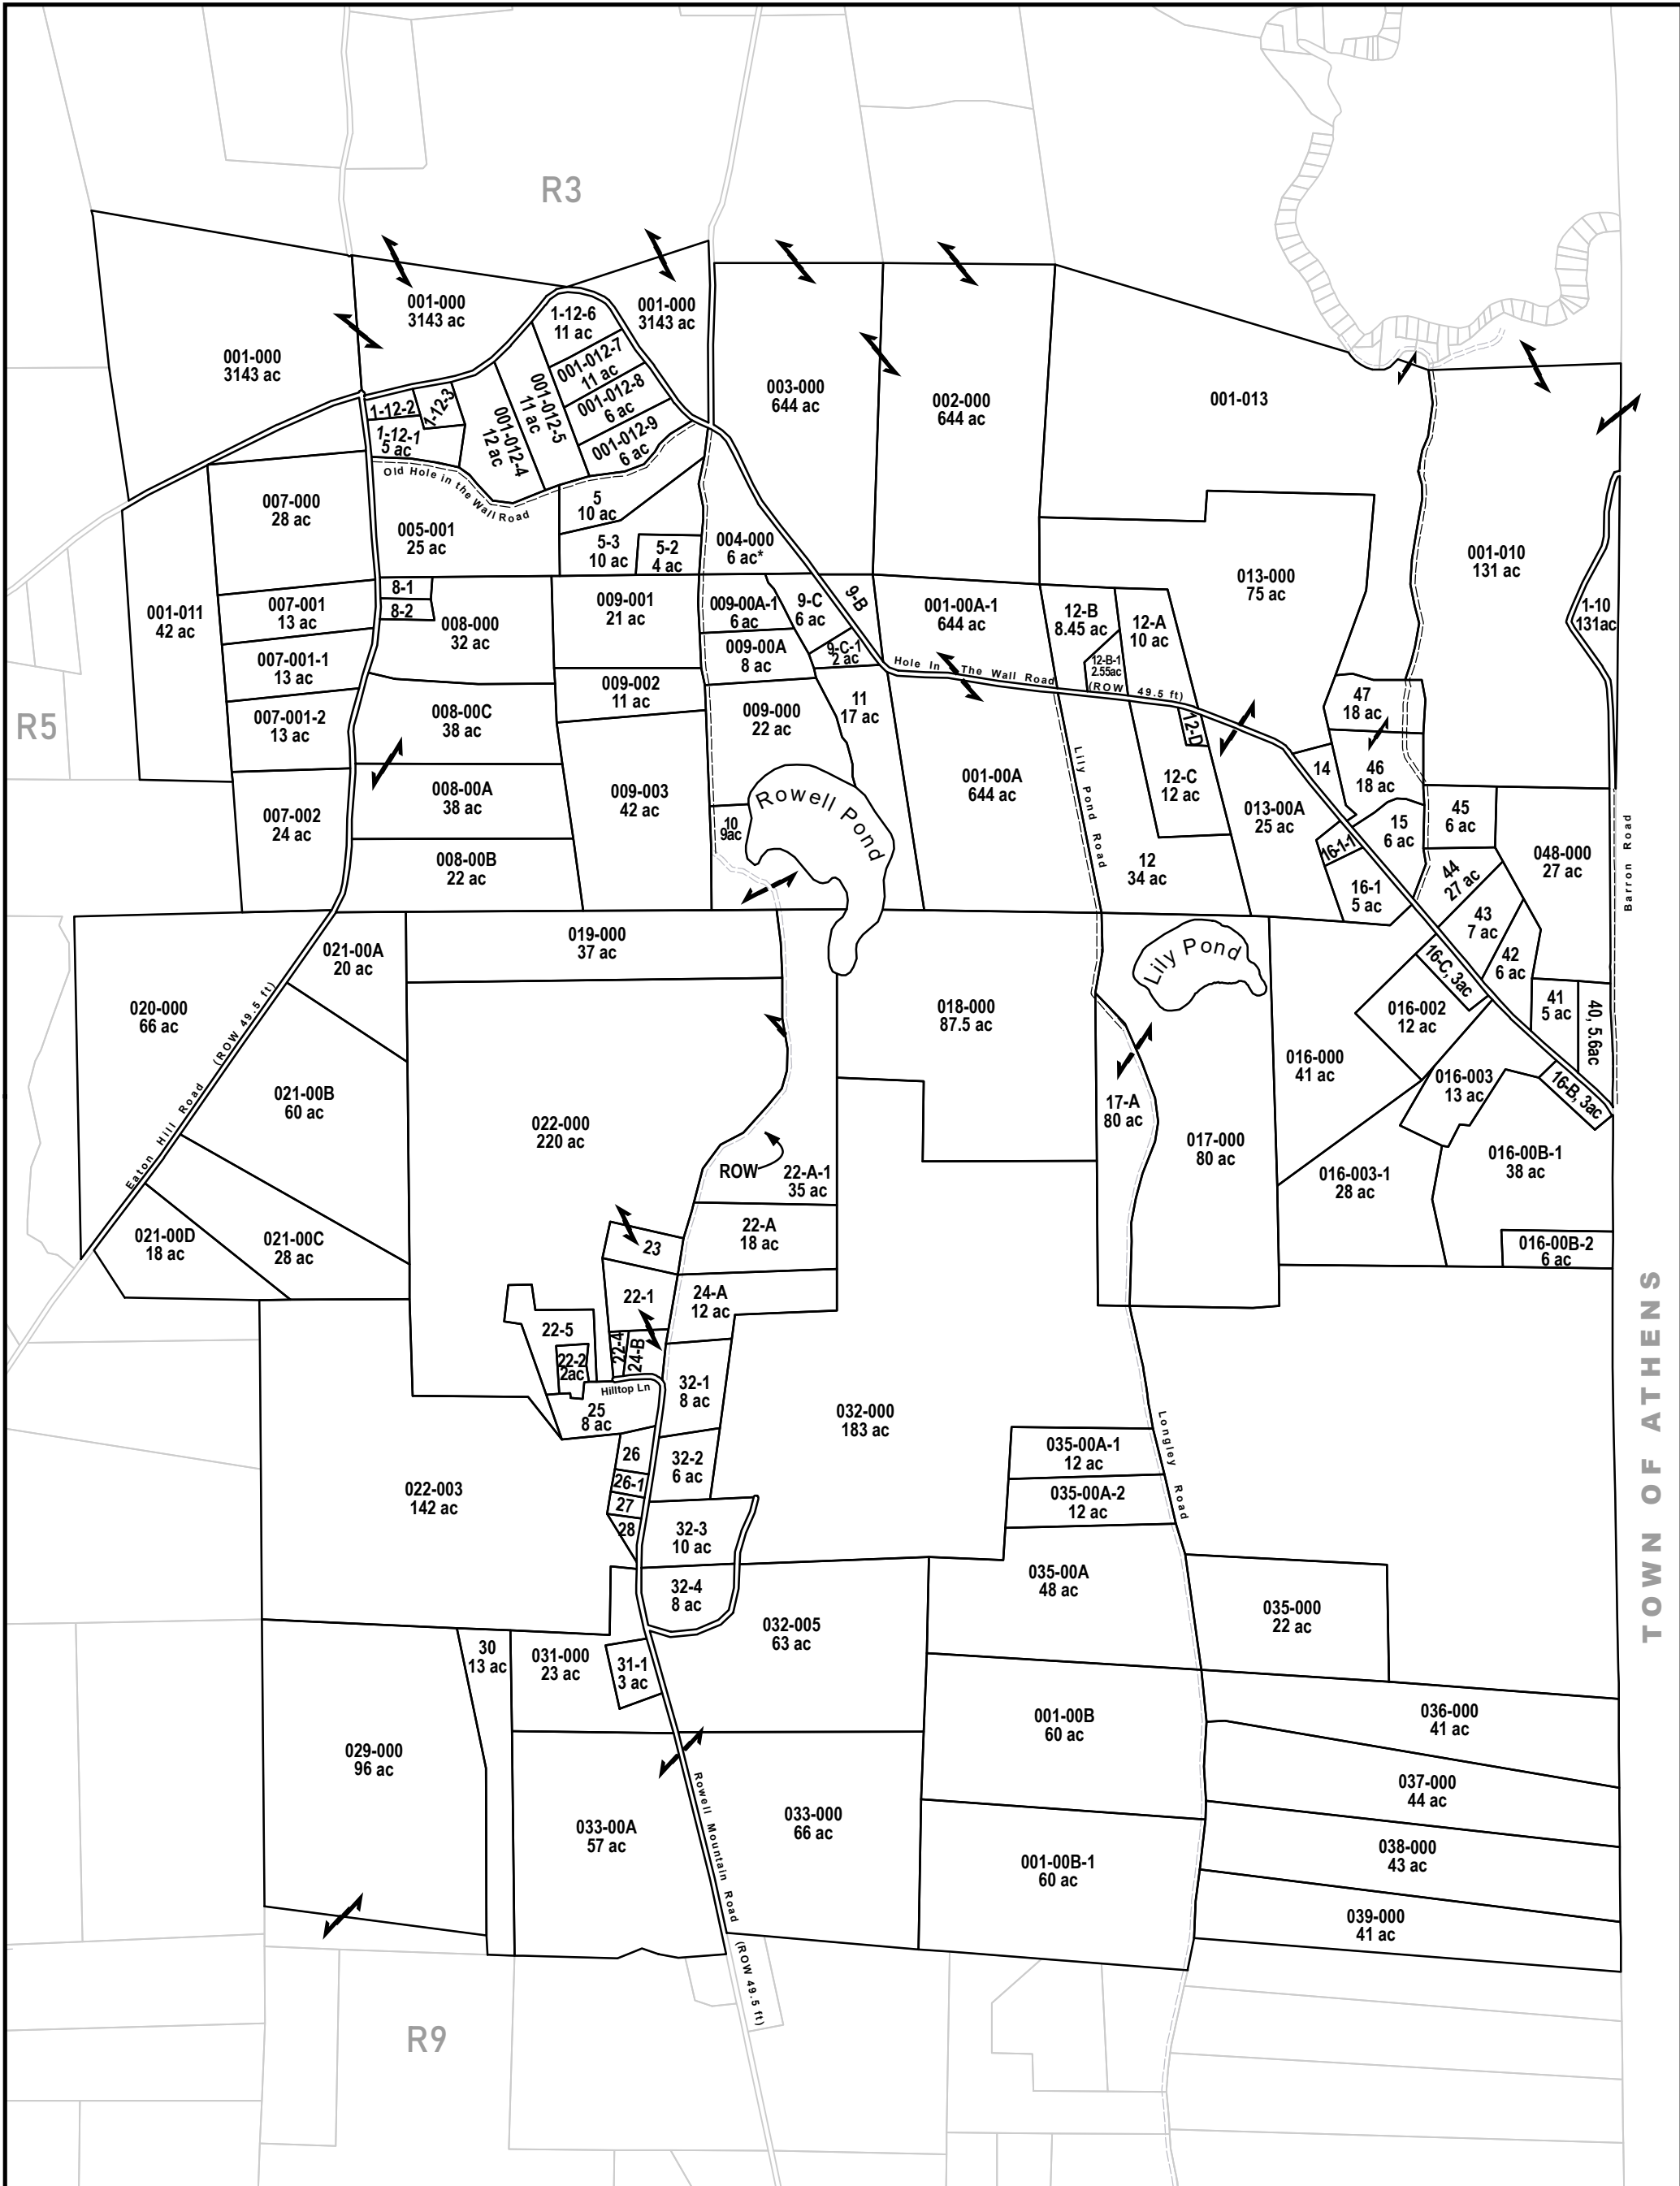 R3
001-000
3143 ac
001-000
3143 ac
001-000
3143 ac
1-12-6
11 ac
001-012-7
11 ac
001-012-8
6 ac
001-012-9
6 ac
001-012-5
11 ac
001-012-4
12 ac
1-12-3
1-12-2
1-12-1
5 ac
Old Hole in the Wall Road
003-000
644 ac
002-000
644 ac
001-013
007-000
28 ac
005-001
25 ac
5
10 ac
5-3
10 ac
5-2
4 ac
004-000
6 ac*
013-000
75 ac
001-010
131 ac
1-10
131ac
001-011
42 ac
007-001
13 ac
8-1
8-2
008-000
32 ac
009-001
21 ac
009-00A-1
6 ac
9-C
6 ac
9-B
001-00A-1
644 ac
12-B
8.45 ac
12-A
10 ac
007-001-1
13 ac
009-00A
8 ac
9-C-1
2 ac
12-B-1
2.55ac
Hole In The Wall Road (ROW 49.5 ft)
R5
007-001-2
13 ac
008-00C
38 ac
009-002
11 ac
009-000
22 ac
11
17 ac
12-D
47
18 ac
007-002
24 ac
008-00A
38 ac
009-003
42 ac
Rowell Pond
001-00A
644 ac
Lily Pond Road
12-C
12 ac
14
46
18 ac
013-00A
25 ac
10
9ac
16-1-1
15
6 ac
45
6 ac
008-00B
22 ac
12
34 ac
16-1
5 ac
44
27 ac
048-000
27 ac
Barron Road
43
7 ac
42
6 ac
020-000
66 ac
021-00A
20 ac
019-000
37 ac
018-000
87.5 ac
Lily Pond
16-C, 3ac
016-002
12 ac
41
5 ac
40, 5.6ac
Eaton Hill Road (ROW 49.5 ft)
021-00B
60 ac
022-000
220 ac
016-000
41 ac
016-003
13 ac
16-B, 3ac
17-A
80 ac
017-000
80 ac
ROW
22-A-1
35 ac
016-003-1
28 ac
016-00B-1
38 ac
021-00D
18 ac
021-00C
28 ac
22-A
18 ac
23
016-00B-2
6 ac
22-1
24-A
12 ac
22-5
22-4
24-B
22-2
2ac
Hilltop Ln
32-1
8 ac
25
8 ac
032-000
183 ac
TOWN OF ATHENS
Longley Road
035-00A-1
12 ac
26
26-1
27
28
32-2
6 ac
022-003
142 ac
035-00A-2
12 ac
32-3
10 ac
32-4
8 ac
035-00A
48 ac
035-000
22 ac
032-005
63 ac
30
13 ac
031-000
23 ac
31-1
3 ac
001-00B
60 ac
036-000
41 ac
029-000
96 ac
037-000
44 ac
033-00A
57 ac
Rowell Mountain Road (ROW 49.5 ft)
033-000
66 ac
038-000
43 ac
001-00B-1
60 ac
039-000
41 ac
R9